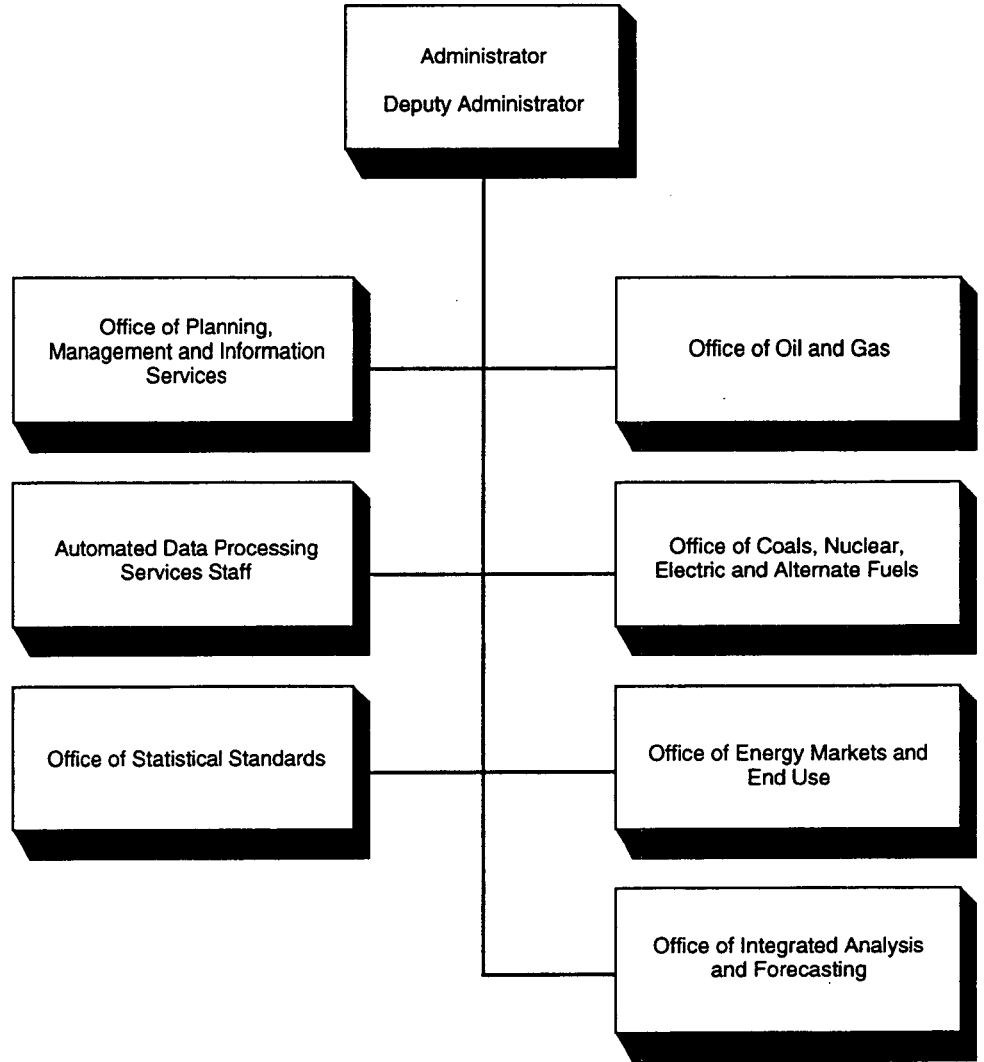 Administrator
Deputy Administrator
Office of Planning,
Management and Information
Services
Office of Oil and Gas
Automated Data Processing
Services Staff
Office of Coals, Nuclear,
Electric and Alternate Fuels
Office of Statistical Standards
Office of Energy Markets and
End Use
Office of Integrated Analysis
and Forecasting